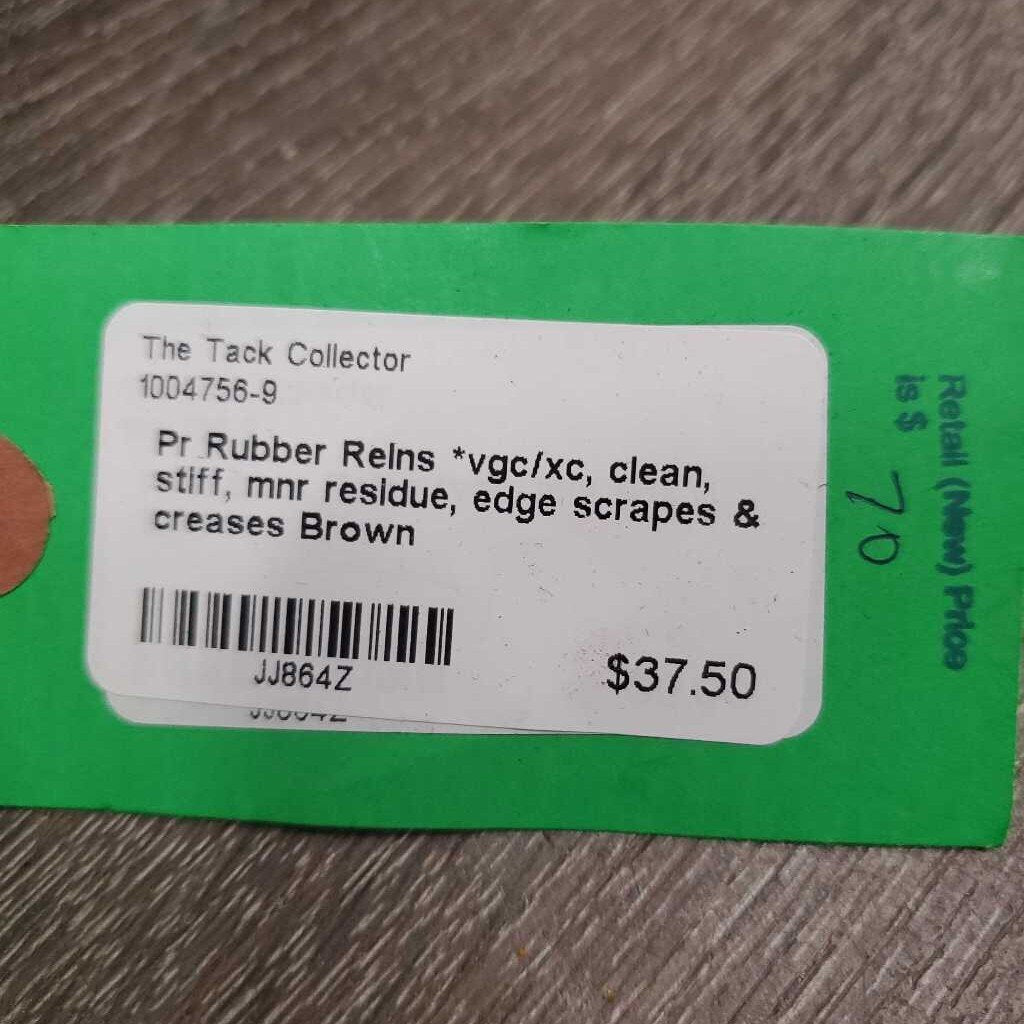 The Tack Collector
1004756-9
Pr Rubber Reins *vgc/xc, clean,
stiff, mnr residue, edge scrapes &
creases Brown
JJ864Z
$37.50
JJ864Z
Retail (New) Price
is $ 70